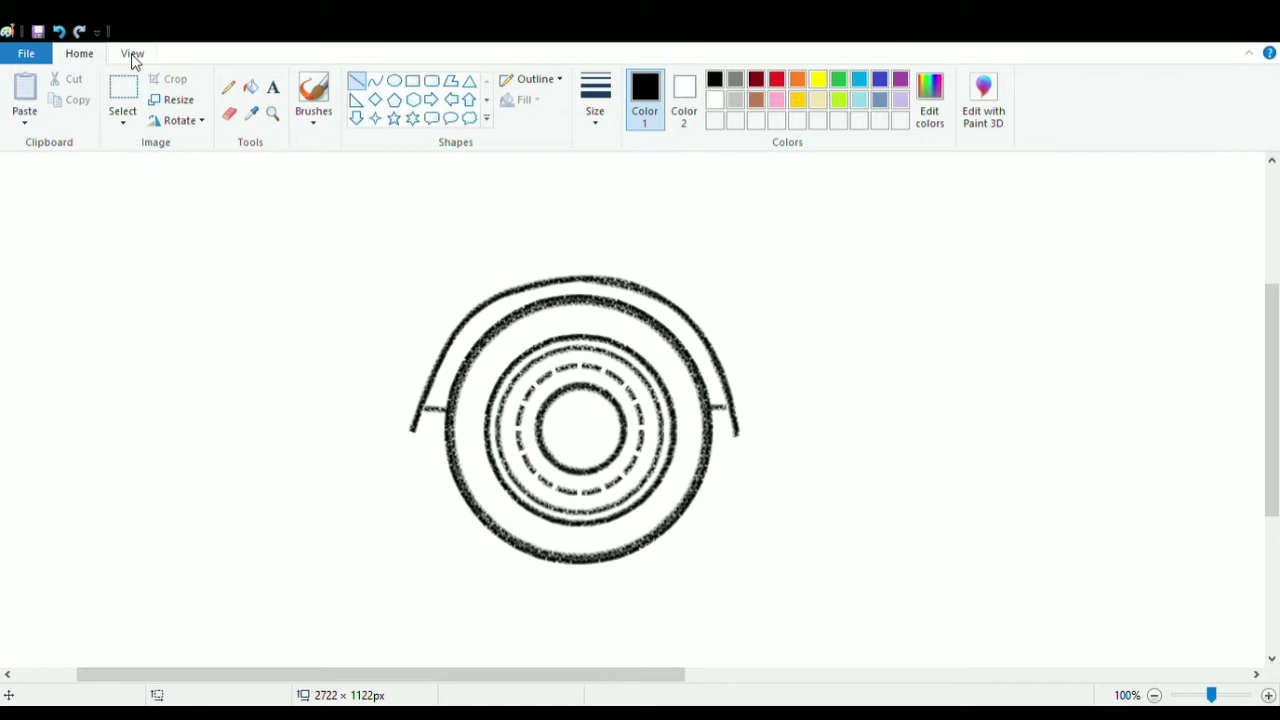 File Home View
Paste
Cut
Copy
Clipboard
Select
Crop
Resize
Rotate
Image
Tools
Brushes
Outline
Fill
Shapes
Size
Color 1
Color 2
Edit colors
Colors
Edit with Paint 3D
2722 × 1122px
100%